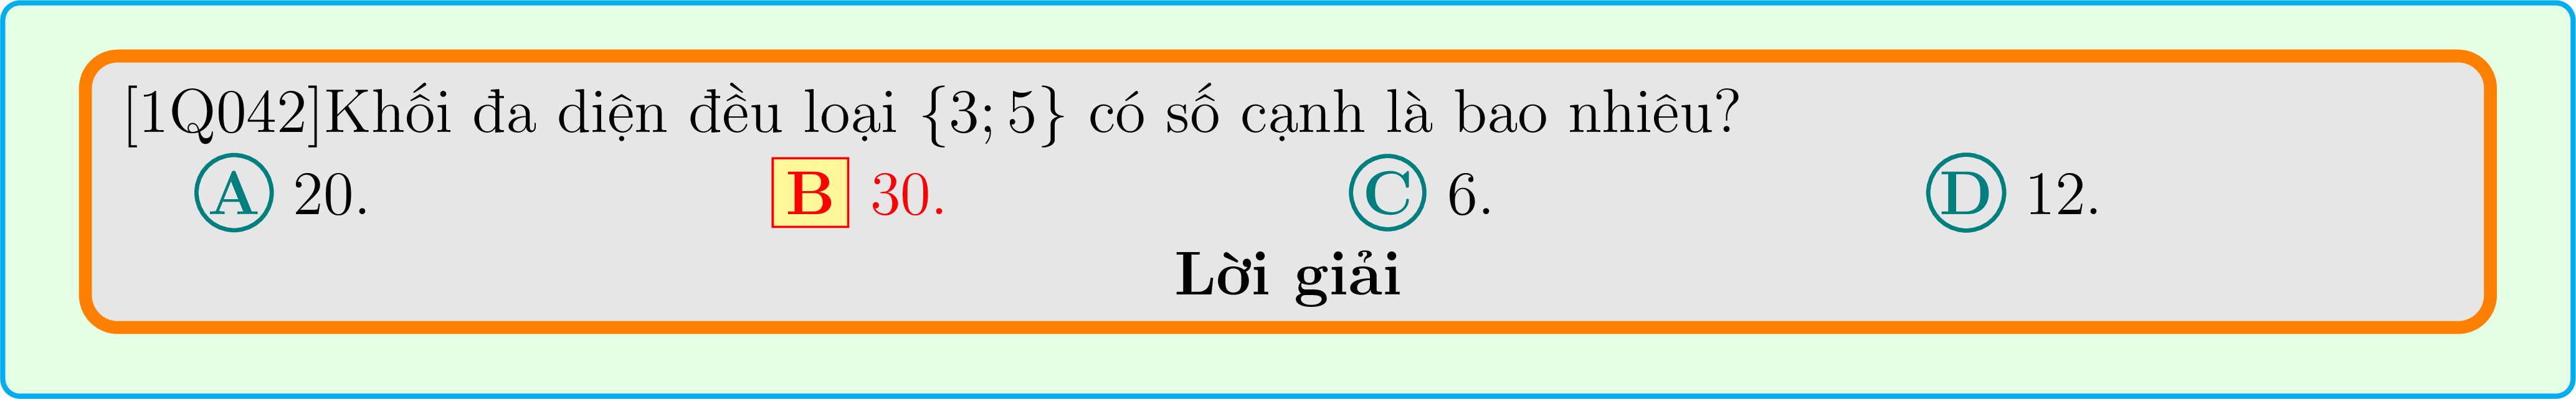 [1Q042]Khối đa diện đều loại {3; 5} có số cạnh là bao nhiêu?
A 20. B 30. C 6. D 12.
Lời giải